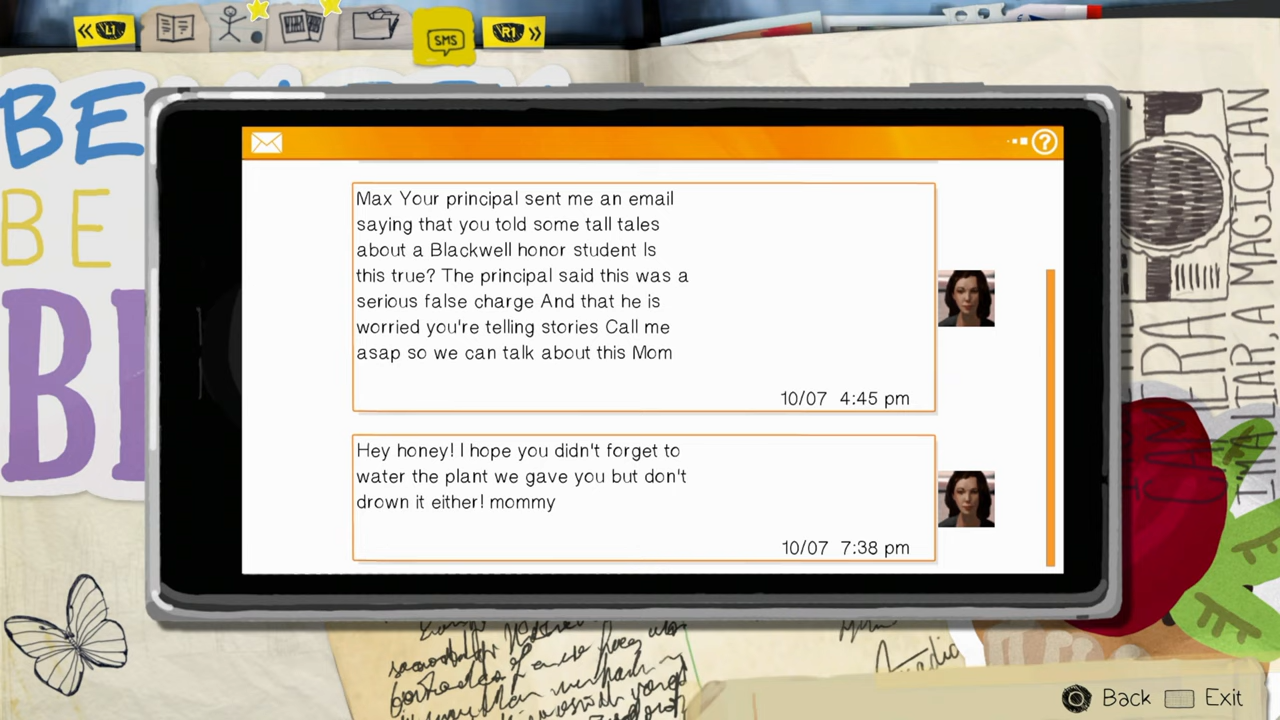 L1
SMS
R1
BE
BE
B
Max Your principal sent me an email
saying that you told some tall tales
about a Blackwell honor student Is
this true? The principal said this was a
serious false charge And that he is
worried you're telling stories Call me
asap so we can talk about this Mom
10/07 4:45 pm
Hey honey! I hope you didn't forget to
water the plant we gave you but don't
drown it either! mommy
10/07 7:38 pm
I'M A LIAR, A MAGICIAN
Back Exit